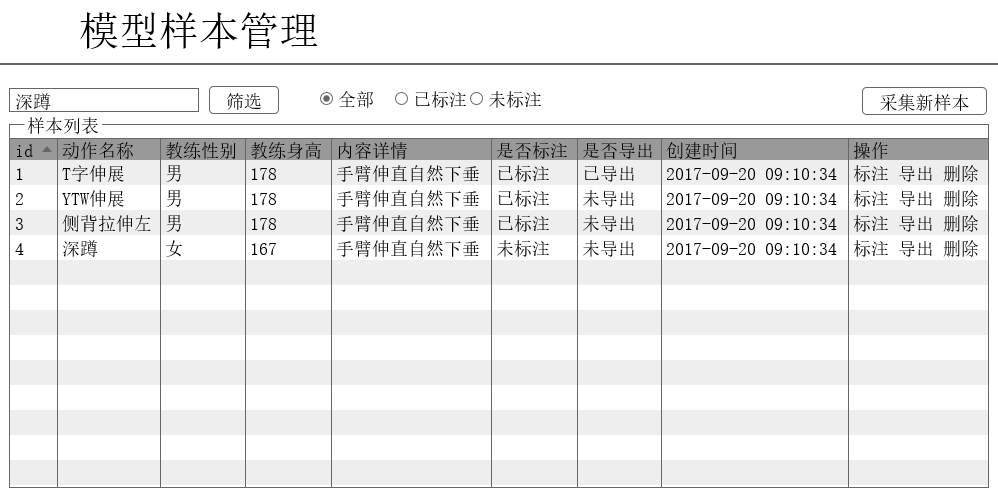 模型样本管理
深蹲 筛选 全部 已标注 未标注 采集新样本
样本列表
id 动作名称 教练性别 教练身高 内容详情 是否标注 是否导出 创建时间 操作
1 T字伸展 男 178 手臂伸直自然下垂 已标注 已导出 2017-09-20 09:10:34 标注 导出 删除
2 YTW伸展 男 178 手臂伸直自然下垂 已标注 未导出 2017-09-20 09:10:34 标注 导出 删除
3 侧背拉伸左 男 178 手臂伸直自然下垂 已标注 未导出 2017-09-20 09:10:34 标注 导出 删除
4 深蹲 女 167 手臂伸直自然下垂 未标注 未导出 2017-09-20 09:10:34 标注 导出 删除